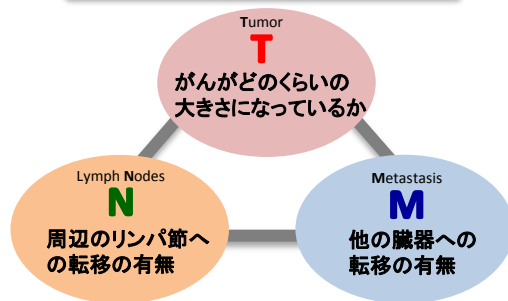 Tumor
T
がんがどのくらいの
大きさになっているか
Lymph Nodes
N
周辺のリンパ節へ
の転移の有無
Metastasis
M
他の臓器への
転移の有無